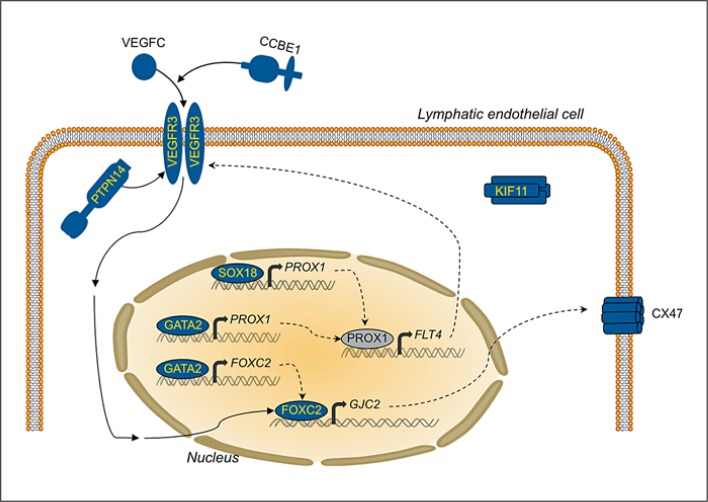 VEGFC
CCBE1
Lymphatic endothelial cell
VEGFR3
VEGFR3
PTPN14
KIF11
SOX18
PROX1
CX47
GATA2
PROX1
PROX1
FLT4
GATA2
FOXC2
FOXC2
GJC2
Nucleus